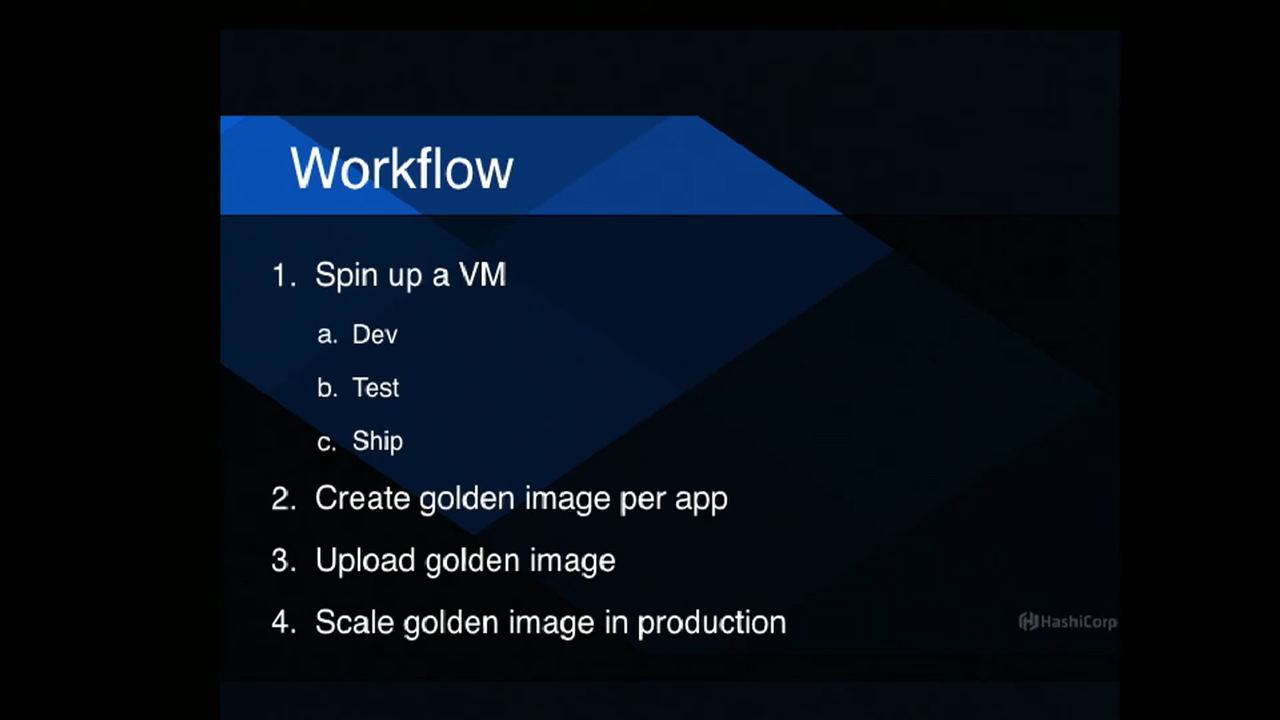 Workflow
1. Spin up a VM
a. Dev
b. Test
c. Ship
2. Create golden image per app
3. Upload golden image
4. Scale golden image in production
HashiCorp